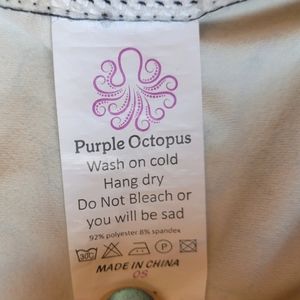 Purple Octopus
Wash on cold
Hang dry
Do Not Bleach or
you will be sad
92% polyester 8% spandex
30C
MADE IN CHINA
OS